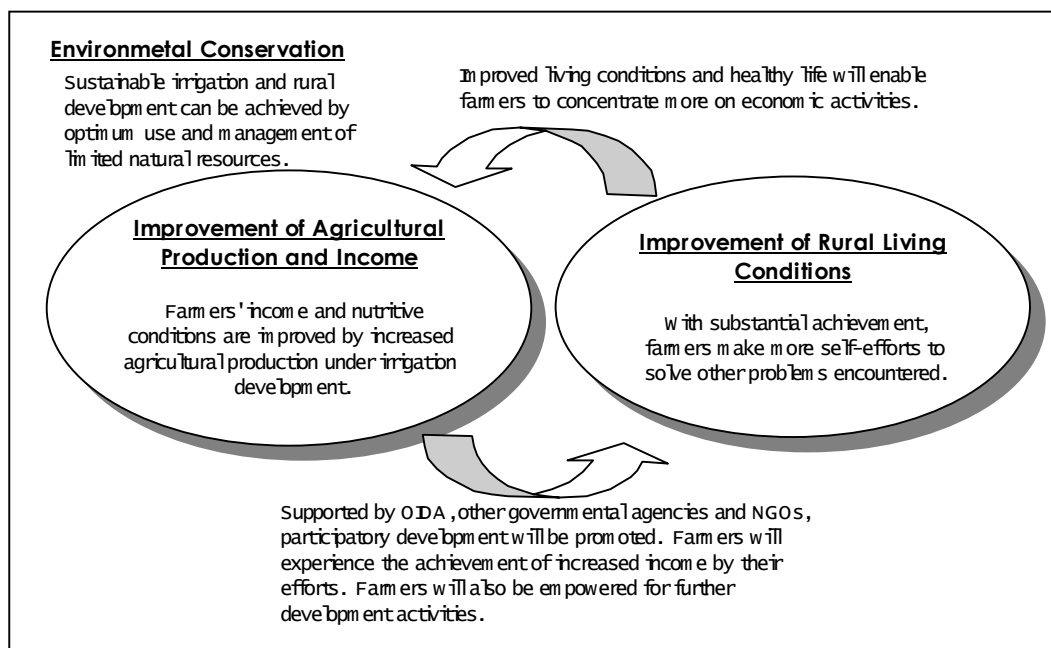 Environmetal Conservation
Sustainable irrigation and rural
development can be achieved by
optimum use and management of
limited natural resources.
Improved living conditions and healthy life will enable
farmers to concentrate more on economic activities.
Improvement of Agricultural
Production and Income
Farmers' income and nutritive
conditions are improved by increased
agricultural production under irrigation
development.
Improvement of Rural Living
Conditions
With substantial achievement,
farmers make more self-efforts to
solve other problems encountered.
Supported by OIDA, other governmental agencies and NGOs,
participatory development will be promoted. Farmers will
experience the achievement of increased income by their
efforts. Farmers will also be empowered for further
development activities.